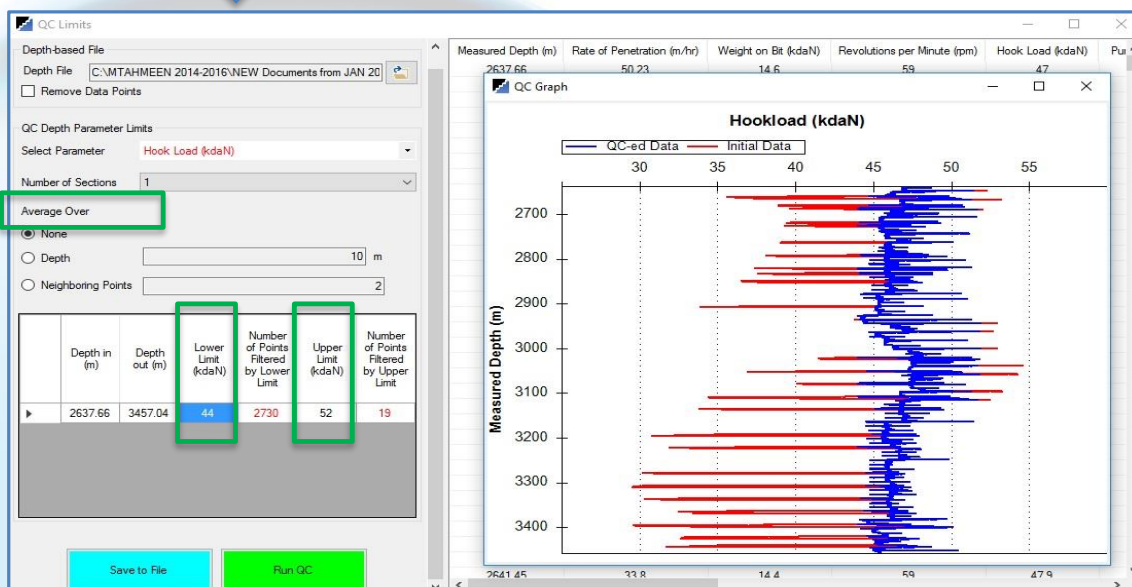 QC Limits
Depth-based File
Depth File C:\MTAHMEEN 2014-2016\NEW Documents from JAN 20
Remove Data Points
QC Depth Parameter Limits
Select Parameter Hook Load (kdaN)
Number of Sections 1
Average Over
None
Depth 10 m
Neighboring Points 2
Depth in (m) Depth out (m) Lower Limit (kdaN) Number of Points Filtered by Lower Limit Upper Limit (kdaN) Number of Points Filtered by Upper Limit
2637.66 3457.04 44 2730 52 19
Save to File Run QC
Measured Depth (m) Rate of Penetration (m/hr) Weight on Bit (kdaN) Revolutions per Minute (rpm) Hook Load (kdaN)
2637.66 50.23 14.6 59 47
QC Graph
Hookload (kdaN)
QC-ed Data Initial Data
30 35 40 45 50 55
Measured Depth (m)
2700
2800
2900
3000
3100
3200
3300
3400
2641.45 33.8 14.4 59 47.9